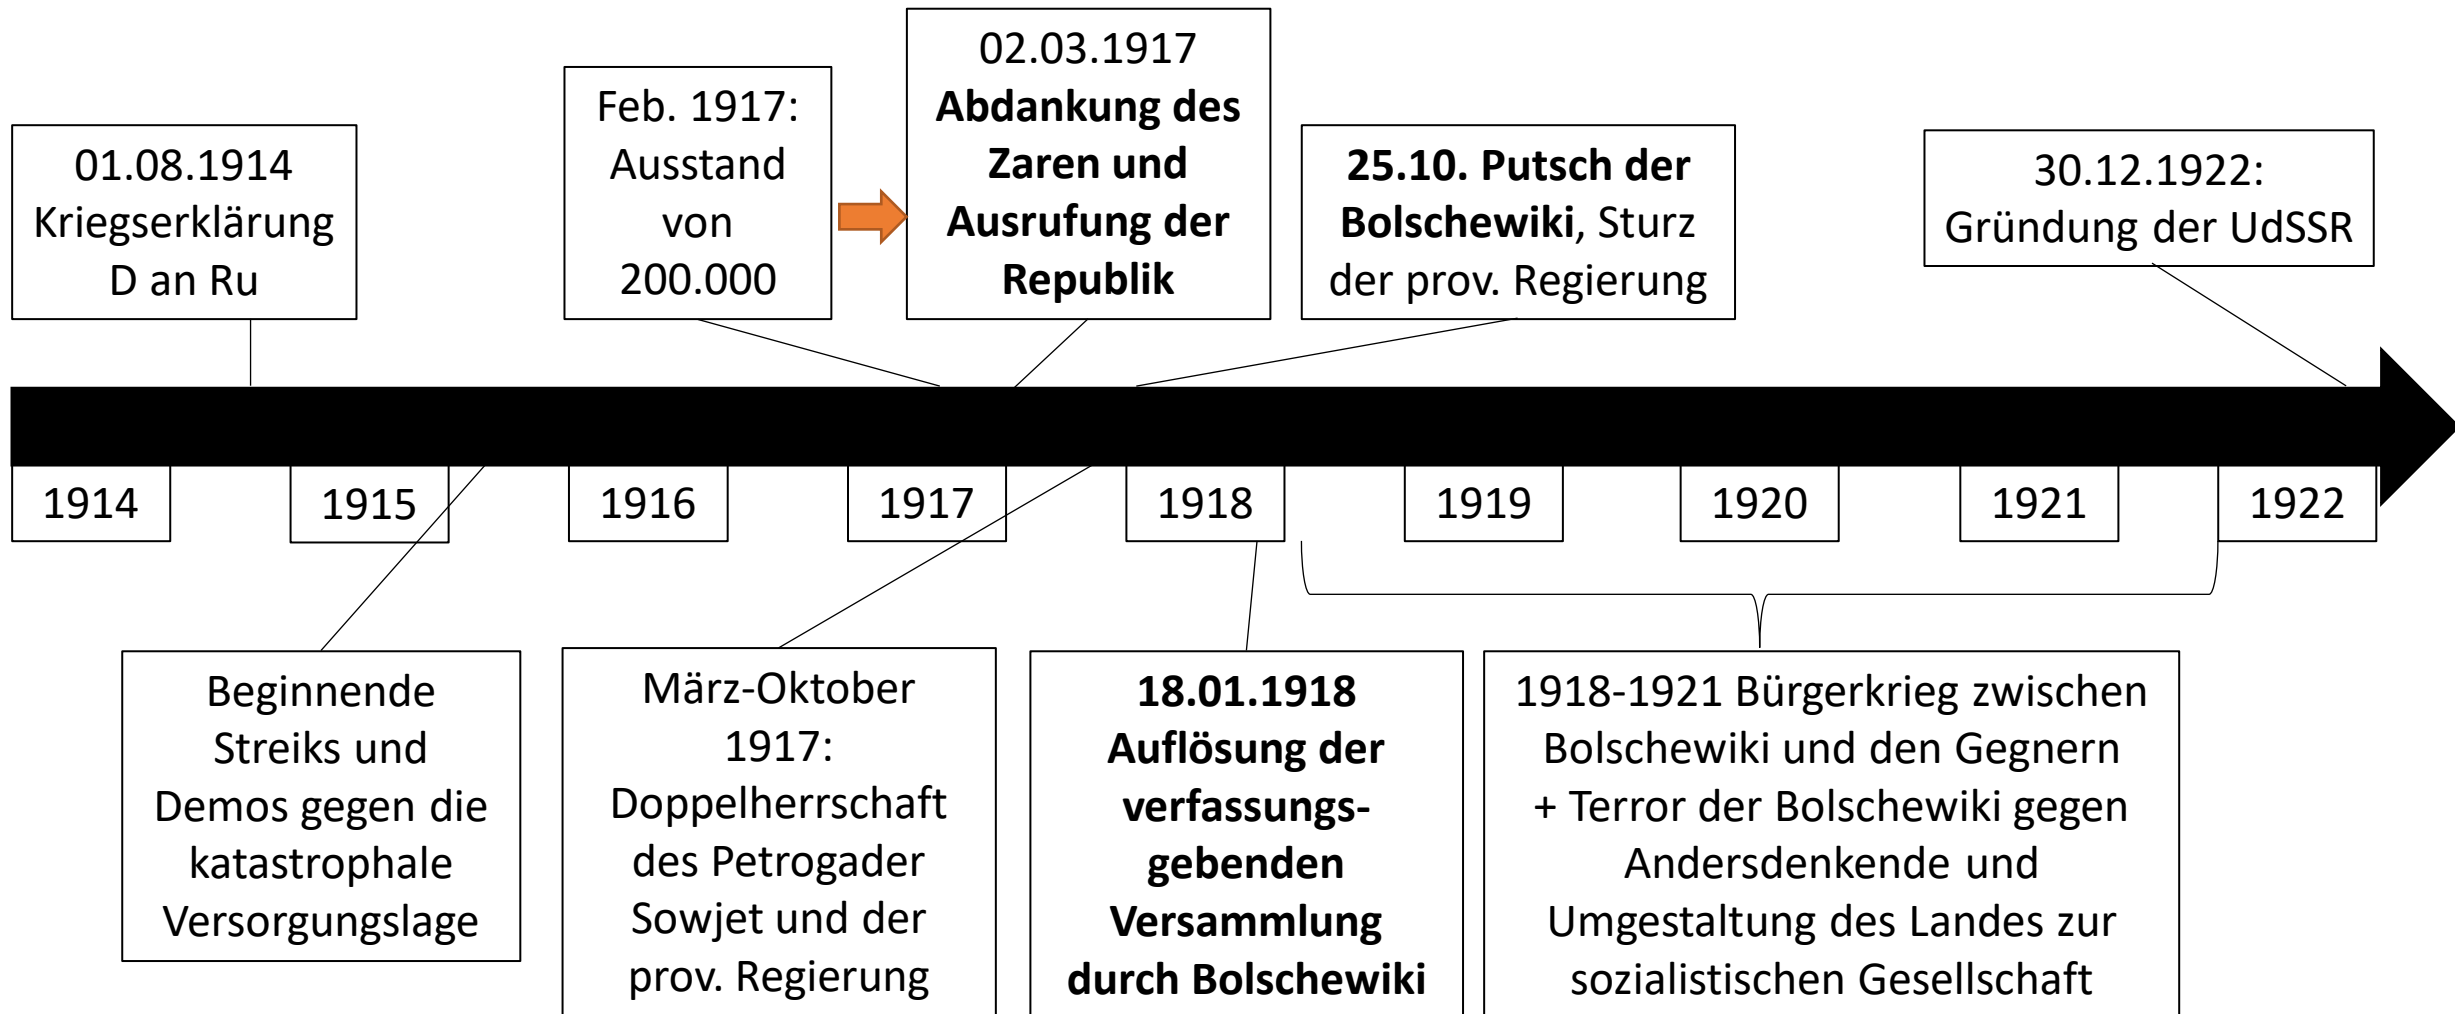 01.08.1914
Kriegserklärung
D an Ru
Feb. 1917:
Ausstand
von
200.000
02.03.1917
Abdankung des
Zaren und
Ausrufung der
Republik
25.10. Putsch der
Bolschewiki, Sturz
der prov. Regierung
30.12.1922:
Gründung der UdSSR
1914
1915
1916
1917
1918
1919
1920
1921
1922
Beginnende
Streiks und
Demos gegen die
katastrophale
Versorgungslage
März-Oktober
1917:
Doppelherrschaft
des Petrogader
Sowjet und der
prov. Regierung
18.01.1918
Auflösung der
verfassungs-
gebenden
Versammlung
durch Bolschewiki
1918-1921 Bürgerkrieg zwischen
Bolschewiki und den Gegnern
+ Terror der Bolschewiki gegen
Andersdenkende und
Umgestaltung des Landes zur
sozialistischen Gesellschaft